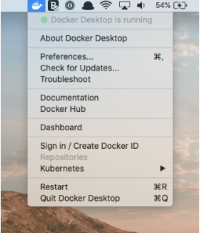 54%
Docker Desktop is running
About Docker Desktop
Preferences... ⌘,
Check for Updates...
Troubleshoot
Documentation
Docker Hub
Dashboard
Sign in / Create Docker ID
Repositories
Kubernetes
Restart ⌘R
Quit Docker Desktop ⌘Q